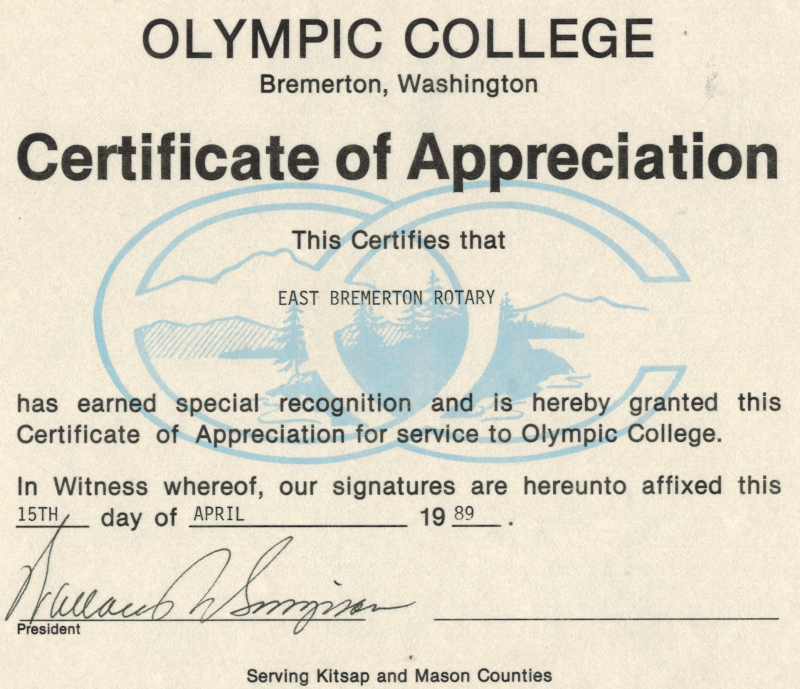 OLYMPIC COLLEGE
Bremerton, Washington
Certificate of Appreciation
This Certifies that
EAST BREMERTON ROTARY
has earned special recognition and is hereby granted this
Certificate of Appreciation for service to Olympic College.
In Witness whereof, our signatures are hereunto affixed this
15TH day of APRIL 19 89 .
Wallace
President
Serving Kitsap and Mason Counties